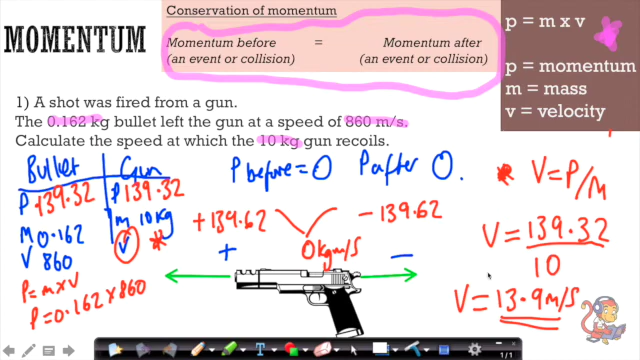 MOMENTUM
Conservation of momentum
Momentum before = Momentum after
(an event or collision) (an event or collision)
p = m x v
p = momentum
m = mass
v = velocity
1) A shot was fired from a gun.
The 0.162 kg bullet left the gun at a speed of 860 m/s.
Calculate the speed at which the 10 kg gun recoils.
Bullet Gun
P 139.32 P 139.32
M 0.162 m 10kg
V 860 V *
P = m x V
P = 0.162 x 860
P before = 0 P after 0.
+139.62 -139.62
0 kgm/s
+ -
* V = P/M
V = 139.32
10
V = 13.9 m/s
1/1